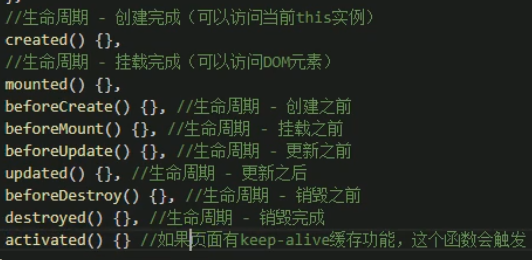 //生命周期 - 创建完成（可以访问当前this实例）
created() {},
//生命周期 - 挂载完成（可以访问DOM元素）
mounted() {},
beforeCreate() {}, //生命周期 - 创建之前
beforeMount() {}, //生命周期 - 挂载之前
beforeUpdate() {}, //生命周期 - 更新之前
updated() {}, //生命周期 - 更新之后
beforeDestroy() {}, //生命周期 - 销毁之前
destroyed() {}, //生命周期 - 销毁完成
activated() {} //如果页面有keep-alive缓存功能，这个函数会触发